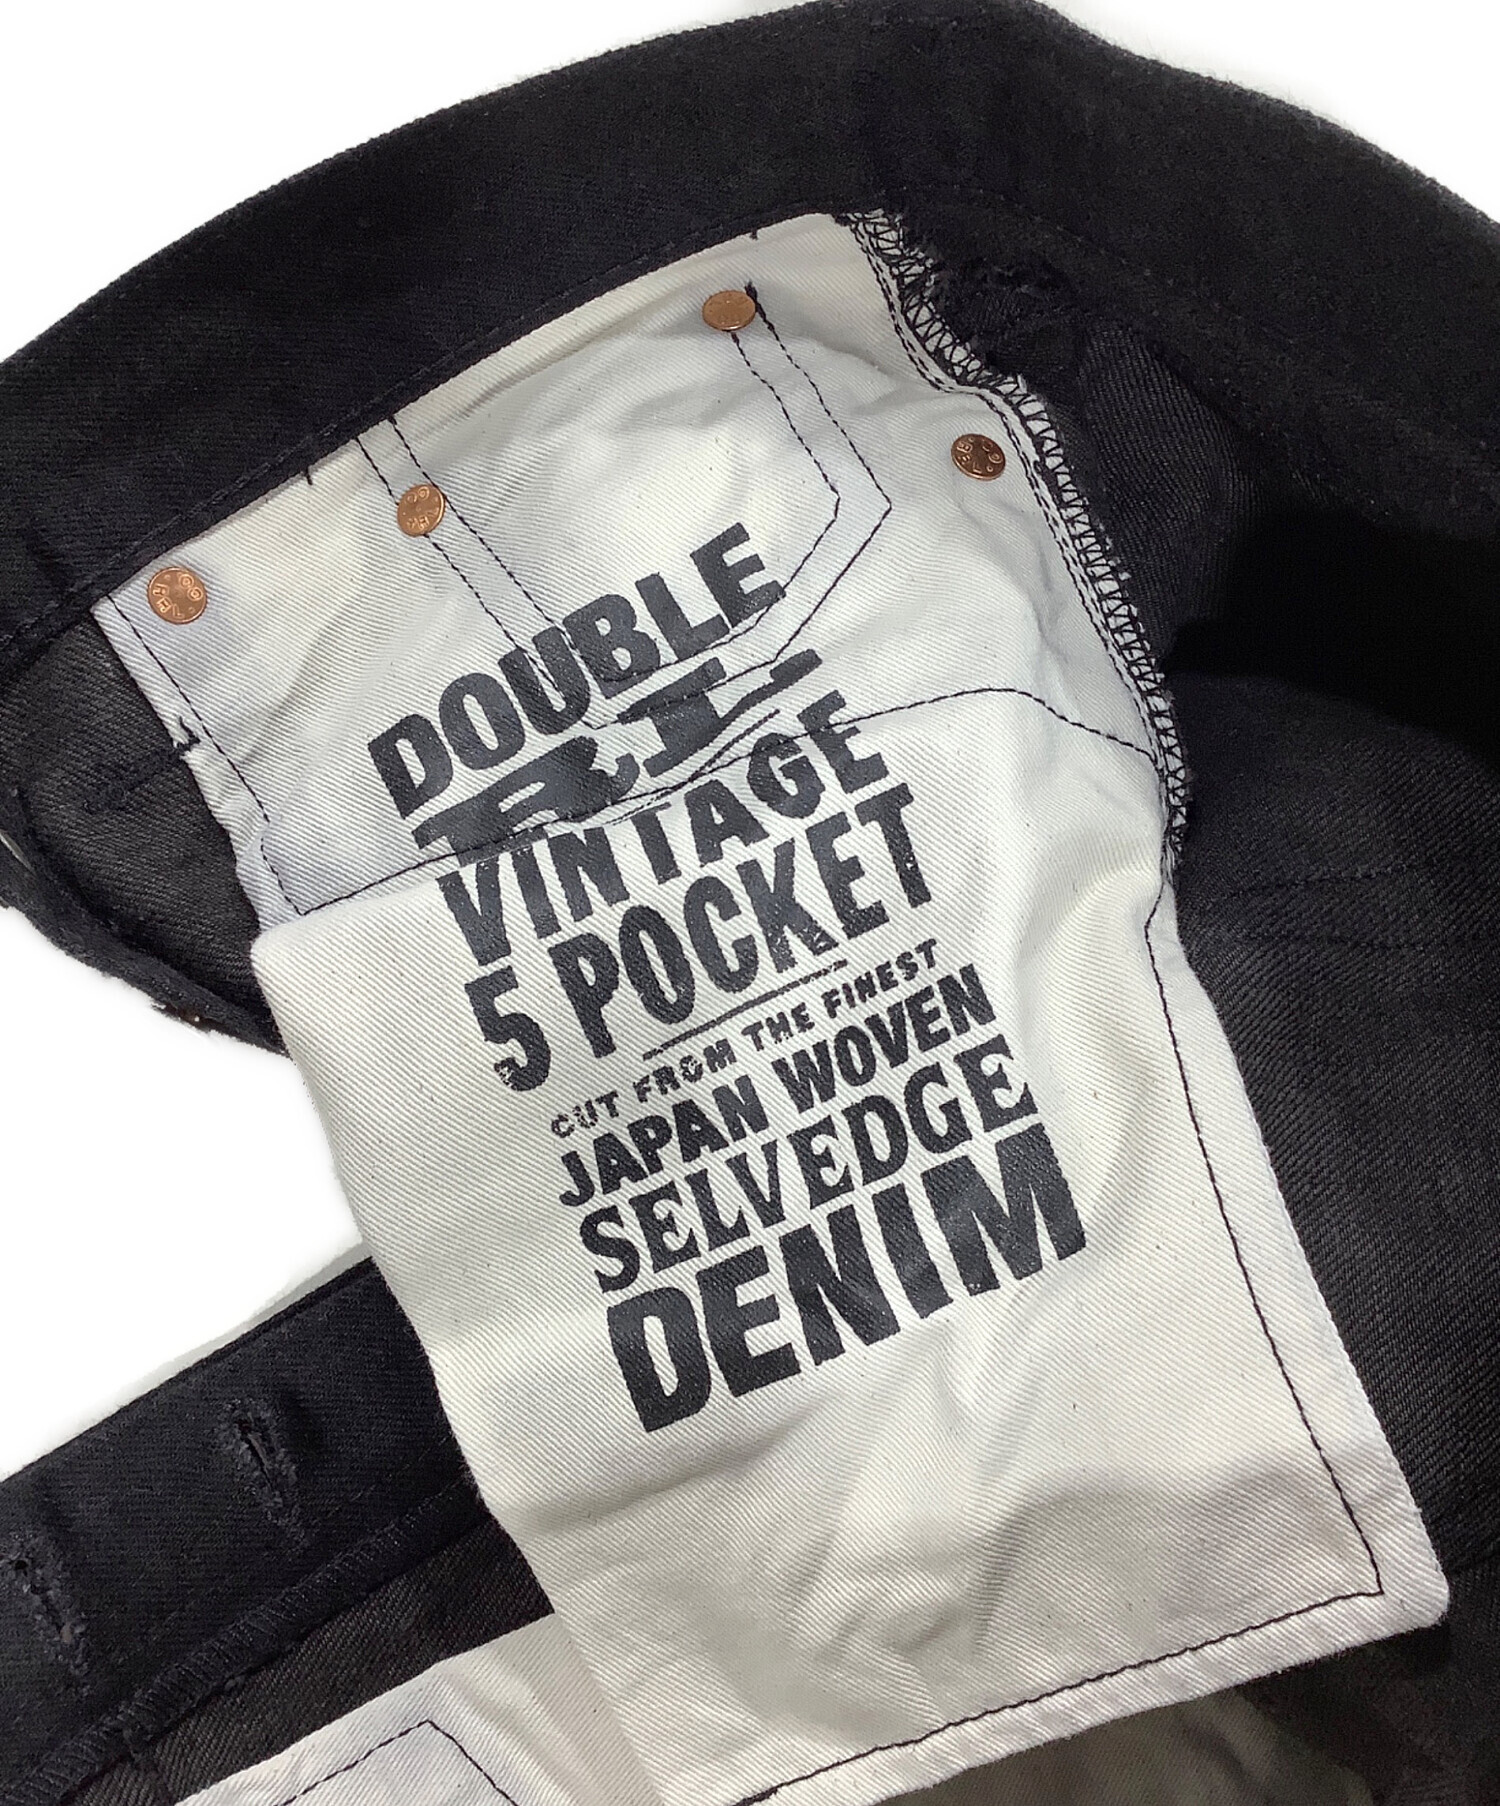 DOUBLE
RL
VINTAGE
5 POCKET
CUT FROM THE FINEST
JAPAN WOVEN
SELVEDGE
DENIM